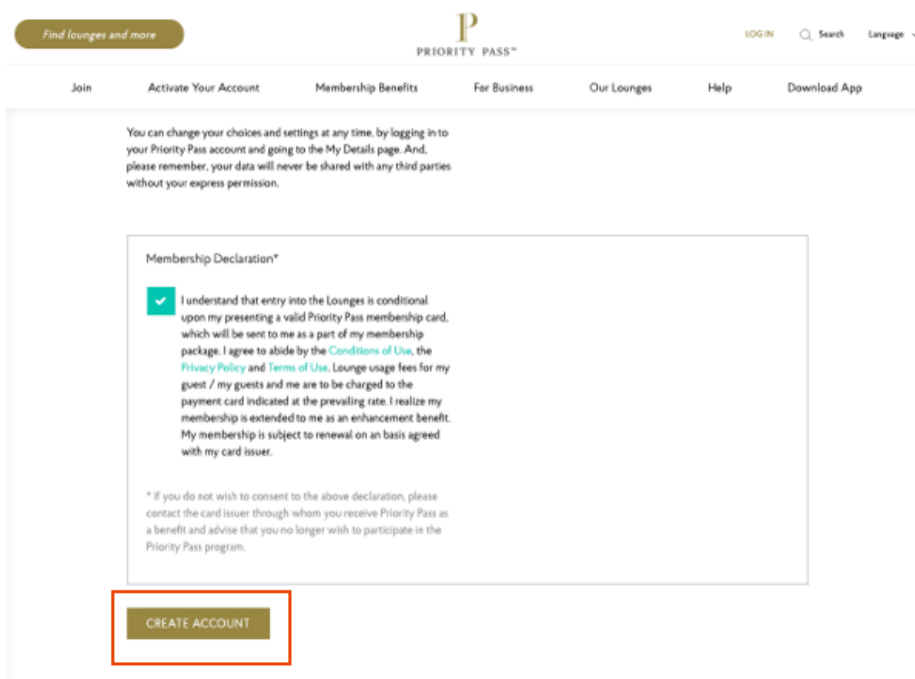 Find lounges and more
P
PRIORITY PASS™
LOG IN
Search
Language
Join
Activate Your Account
Membership Benefits
For Business
Our Lounges
Help
Download App
You can change your choices and settings at any time, by logging in to
your Priority Pass account and going to the My Details page. And,
please remember, your data will never be shared with any third parties
without your express permission.
Membership Declaration*
I understand that entry into the Lounges is conditional
upon my presenting a valid Priority Pass membership card,
which will be sent to me as a part of my membership
package. I agree to abide by the Conditions of Use, the
Privacy Policy and Terms of Use. Lounge usage fees for my
guest / my guests and me are to be charged to the
payment card indicated at the prevailing rate. I realize my
membership is extended to me as an enhancement benefit.
My membership is subject to renewal on an basis agreed
with my card issuer.
* If you do not wish to consent to the above declaration, please
contact the card issuer through whom you receive Priority Pass as
a benefit and advise that you no longer wish to participate in the
Priority Pass program.
CREATE ACCOUNT